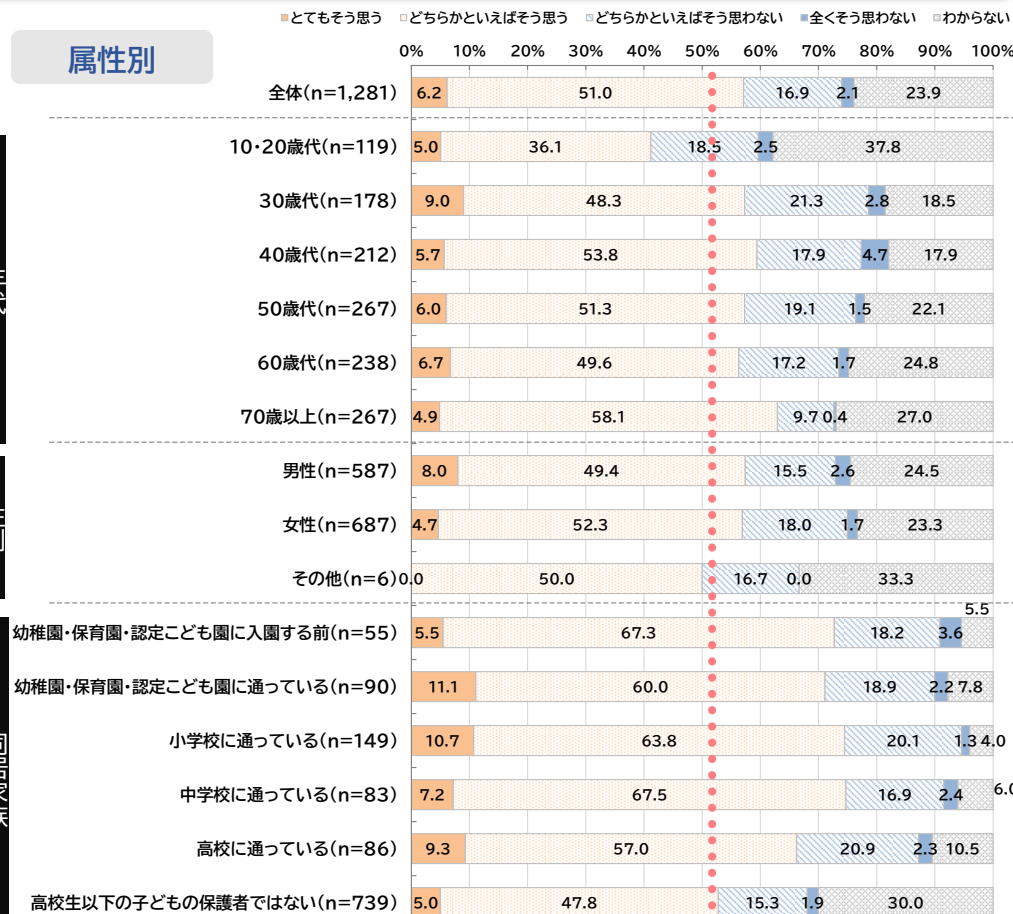 とてもそう思う どちらかといえばそう思う どちらかといえばそう思わない 全くそう思わない わからない
属性別
0% 10% 20% 30% 40% 50% 60% 70% 80% 90% 100%
全体(n=1,281) 6.2 51.0 16.9 2.1 23.9
10・20歳代(n=119) 5.0 36.1 18.5 2.5 37.8
30歳代(n=178) 9.0 48.3 21.3 2.8 18.5
40歳代(n=212) 5.7 53.8 17.9 4.7 17.9
50歳代(n=267) 6.0 51.3 19.1 1.5 22.1
60歳代(n=238) 6.7 49.6 17.2 1.7 24.8
70歳以上(n=267) 4.9 58.1 9.7 0.4 27.0
男性(n=587) 8.0 49.4 15.5 2.6 24.5
女性(n=687) 4.7 52.3 18.0 1.7 23.3
その他(n=6) 0.0 50.0 16.7 0.0 33.3
幼稚園・保育園・認定こども園に入園する前(n=55) 5.5 67.3 18.2 3.6 5.5
幼稚園・保育園・認定こども園に通っている(n=90) 11.1 60.0 18.9 2.2 7.8
小学校に通っている(n=149) 10.7 63.8 20.1 1.3 4.0
中学校に通っている(n=83) 7.2 67.5 16.9 2.4 6.0
高校に通っている(n=86) 9.3 57.0 20.9 2.3 10.5
高校生以下の子どもの保護者ではない(n=739) 5.0 47.8 15.3 1.9 30.0